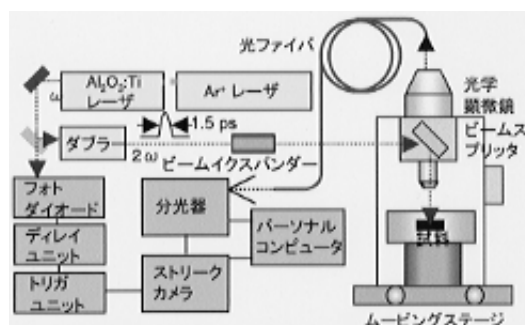 光ファイバ
Al₂O₂:Ti
レーザ
Ar⁺ レーザ
ω
1.5 ps
ダブラ
2ω
ビームイクスパンダー
光学
顕微鏡
ビームス
プリッタ
フォト
ダイオード
ディレイ
ユニット
トリガ
ユニット
分光器
パーソナル
コンピュータ
ストリーク
カメラ
試料
ムービングステージ